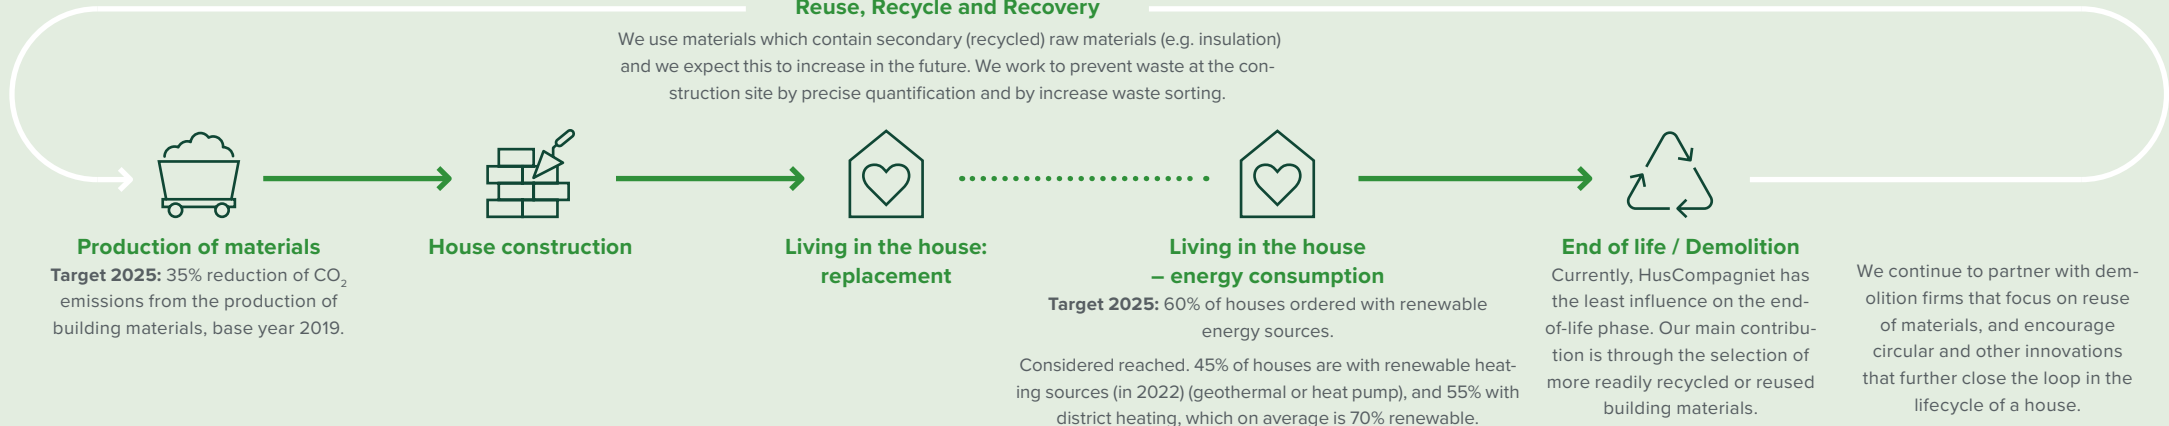 Reuse, Recycle and Recovery
We use materials which contain secondary (recycled) raw materials (e.g. insulation)
and we expect this to increase in the future. We work to prevent waste at the con-
struction site by precise quantification and by increase waste sorting.
Production of materials
Target 2025: 35% reduction of CO₂
emissions from the production of
building materials, base year 2019.
House construction
Living in the house:
replacement
Living in the house
– energy consumption
Target 2025: 60% of houses ordered with renewable
energy sources.
Considered reached. 45% of houses are with renewable heat-
ing sources (in 2022) (geothermal or heat pump), and 55% with
district heating, which on average is 70% renewable.
End of life / Demolition
Currently, HusCompagniet has
the least influence on the end-
of-life phase. Our main contribu-
tion is through the selection of
more readily recycled or reused
building materials.
We continue to partner with dem-
olition firms that focus on reuse
of materials, and encourage
circular and other innovations
that further close the loop in the
lifecycle of a house.